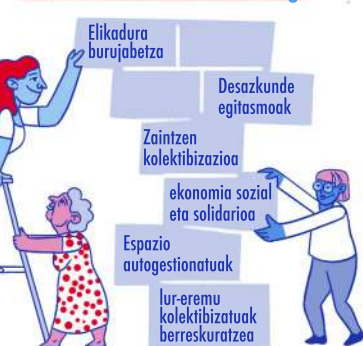 Elikadura
burujabetza
Desazkunde
egitasmoak
Zaintzen
kolektibizazioa
ekonomia sozial
eta solidarioa
Espazio
autogestionatuak
lur-eremu
kolektibizatuak
berreskuratzea